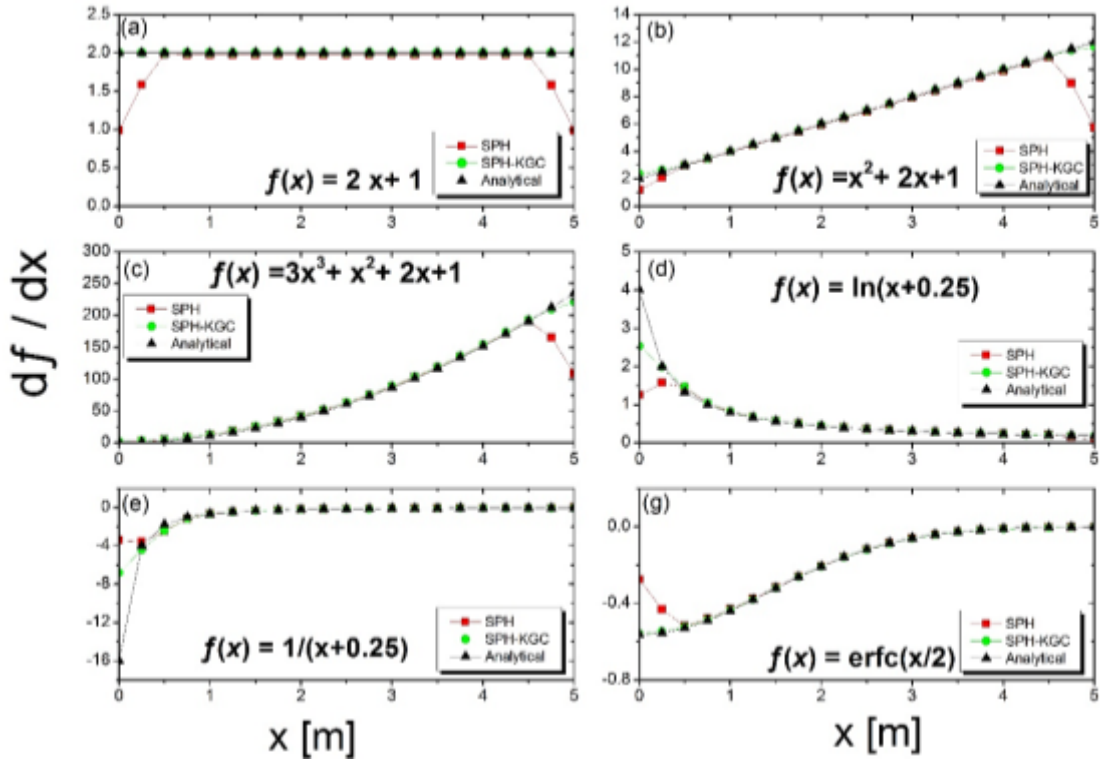 (a)
2.5
2.0
1.5
1.0
0.5
0.0
SPH
SPH-KGC
Analytical
f(x) = 2 x+ 1
0 1 2 3 4 5
(b)
14
12
10
8
6
4
2
0
SPH
SPH-KGC
Analytical
f(x) =x²+ 2x+1
0 1 2 3 4 5
(c)
300
250
200
150
100
50
0
f(x) =3x³+ x²+ 2x+1
SPH
SPH-KGC
Analytical
0 1 2 3 4 5
(d)
5
4
3
2
1
0
f(x) = ln(x+0.25)
SPH
SPH-KGC
Analytical
0 1 2 3 4 5
(e)
0
-4
-8
-12
-16
SPH
SPH-KGC
Analytical
f(x) = 1/(x+0.25)
0 1 2 3 4 5
(g)
0.0
-0.4
-0.8
SPH
SPH-KGC
Analytical
f(x) = erfc(x/2)
0 1 2 3 4 5
df / dx
x [m]
x [m]